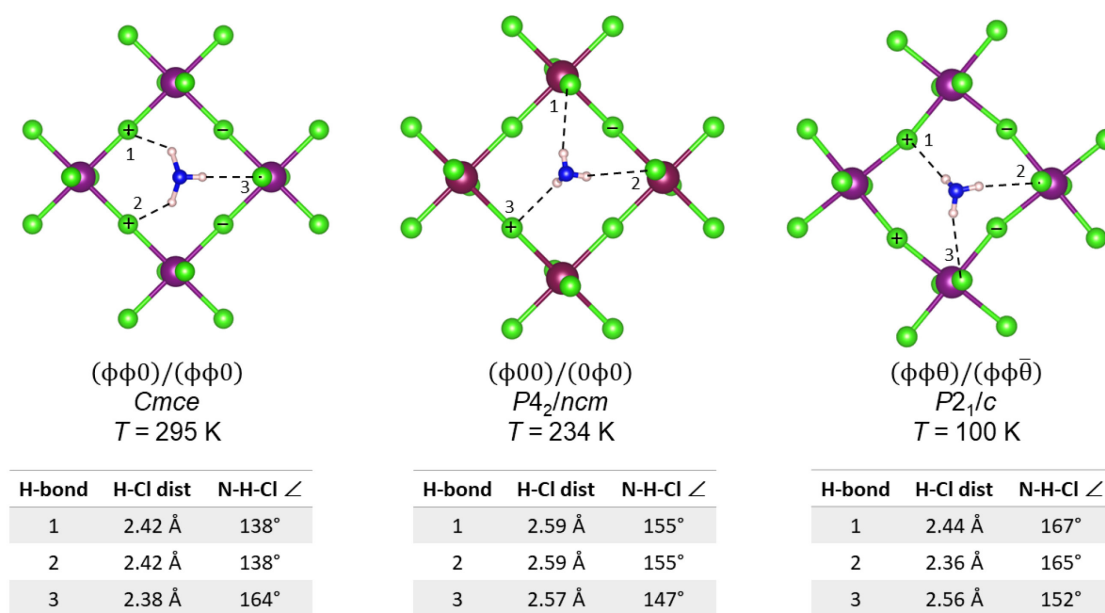 +
−
1
3
2
+
−
1
−
2
3
+
+
1
−
2
+
−
3
(ϕϕ0)/(ϕϕ0)
Cmce
T = 295 K
(ϕ00)/(0ϕ0)
P4₂/ncm
T = 234 K
(ϕϕθ)/(ϕϕθ̄)
P2₁/c
T = 100 K
H-bond H-Cl dist N-H-Cl ∠
1 2.42 Å 138°
2 2.42 Å 138°
3 2.38 Å 164°
H-bond H-Cl dist N-H-Cl ∠
1 2.59 Å 155°
2 2.59 Å 155°
3 2.57 Å 147°
H-bond H-Cl dist N-H-Cl ∠
1 2.44 Å 167°
2 2.36 Å 165°
3 2.56 Å 152°